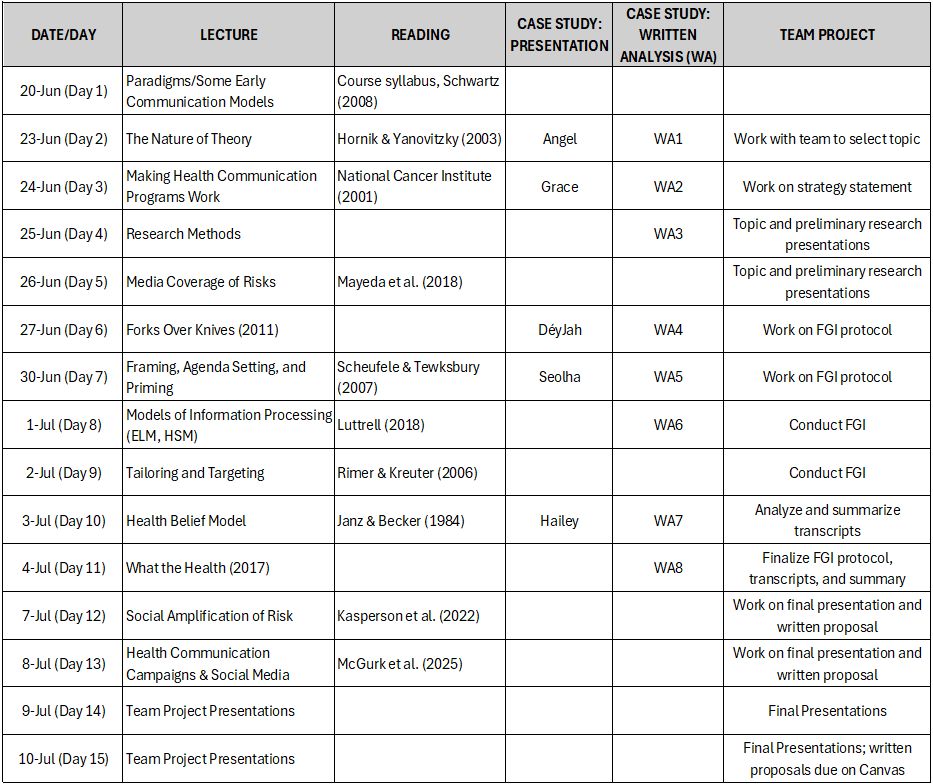 DATE/DAY LECTURE READING CASE STUDY: PRESENTATION CASE STUDY: WRITTEN ANALYSIS (WA) TEAM PROJECT
20-Jun (Day 1) Paradigms/Some Early Communication Models Course syllabus, Schwartz (2008)
23-Jun (Day 2) The Nature of Theory Hornik & Yanovitzky (2003) Angel WA1 Work with team to select topic
24-Jun (Day 3) Making Health Communication Programs Work National Cancer Institute (2001) Grace WA2 Work on strategy statement
25-Jun (Day 4) Research Methods WA3 Topic and preliminary research presentations
26-Jun (Day 5) Media Coverage of Risks Mayeda et al. (2018) Topic and preliminary research presentations
27-Jun (Day 6) Forks Over Knives (2011) DéyJah WA4 Work on FGI protocol
30-Jun (Day 7) Framing, Agenda Setting, and Priming Scheufele & Tewksbury (2007) Seolha WA5 Work on FGI protocol
1-Jul (Day 8) Models of Information Processing (ELM, HSM) Luttrell (2018) WA6 Conduct FGI
2-Jul (Day 9) Tailoring and Targeting Rimer & Kreuter (2006) Conduct FGI
3-Jul (Day 10) Health Belief Model Janz & Becker (1984) Hailey WA7 Analyze and summarize transcripts
4-Jul (Day 11) What the Health (2017) WA8 Finalize FGI protocol, transcripts, and summary
7-Jul (Day 12) Social Amplification of Risk Kasperson et al. (2022) Work on final presentation and written proposal
8-Jul (Day 13) Health Communication Campaigns & Social Media McGurk et al. (2025) Work on final presentation and written proposal
9-Jul (Day 14) Team Project Presentations Final Presentations
10-Jul (Day 15) Team Project Presentations Final Presentations; written proposals due on Canvas